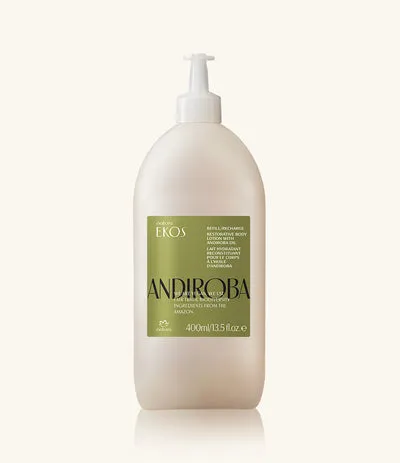 EKOS
REFILL/RECHARGE
RESTORATIVE BODY
LOTION WITH
ANDIROBA OIL
LAIT HYDRATANT
RECONSTITUANT
POUR LE CORPS
À L'HUILE
D'ANDIROBA
ANDIROBA
INGREDIENTS FROM THE
AMAZON.
natura
400ml/13.5 fl.oz. e